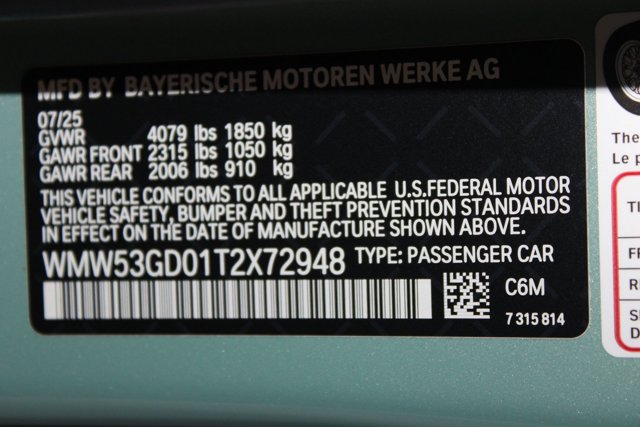 MFD BY BAYERISCHE MOTOREN WERKE AG
07/25
GVWR 4079 lbs 1850 kg
GAWR FRONT 2315 lbs 1050 kg
GAWR REAR 2006 lbs 910 kg
THIS VEHICLE CONFORMS TO ALL APPLICABLE U.S.FEDERAL MOTOR
VEHICLE SAFETY, BUMPER AND THEFT PREVENTION STANDARDS
IN EFFECT ON THE DATE OF MANUFACTURE SHOWN ABOVE.
WMW53GD01T2X72948 TYPE: PASSENGER CAR
C6M
7 315 814
The
Le p